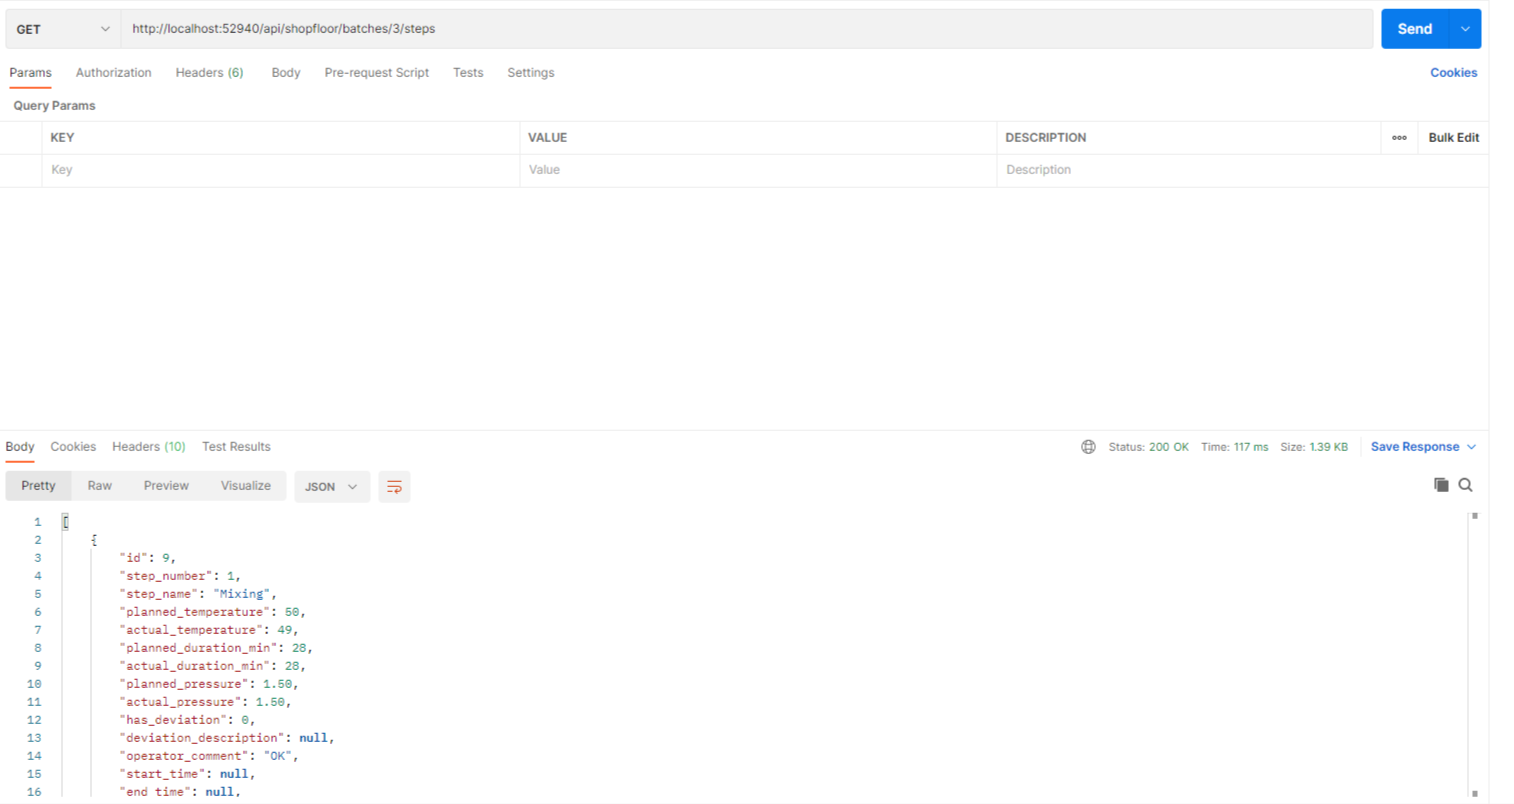 GET http://localhost:52940/api/shopfloor/batches/3/steps Send
Params Authorization Headers (6) Body Pre-request Script Tests Settings Cookies
Query Params
KEY VALUE DESCRIPTION ooo Bulk Edit
Key Value Description
Body Cookies Headers (10) Test Results Status: 200 OK Time: 117 ms Size: 1.39 KB Save Response
Pretty Raw Preview Visualize JSON
1 [
2 {
3 "id": 9,
4 "step_number": 1,
5 "step_name": "Mixing",
6 "planned_temperature": 50,
7 "actual_temperature": 49,
8 "planned_duration_min": 28,
9 "actual_duration_min": 28,
10 "planned_pressure": 1.50,
11 "actual_pressure": 1.50,
12 "has_deviation": 0,
13 "deviation_description": null,
14 "operator_comment": "OK",
15 "start_time": null,
16 "end_time": null,